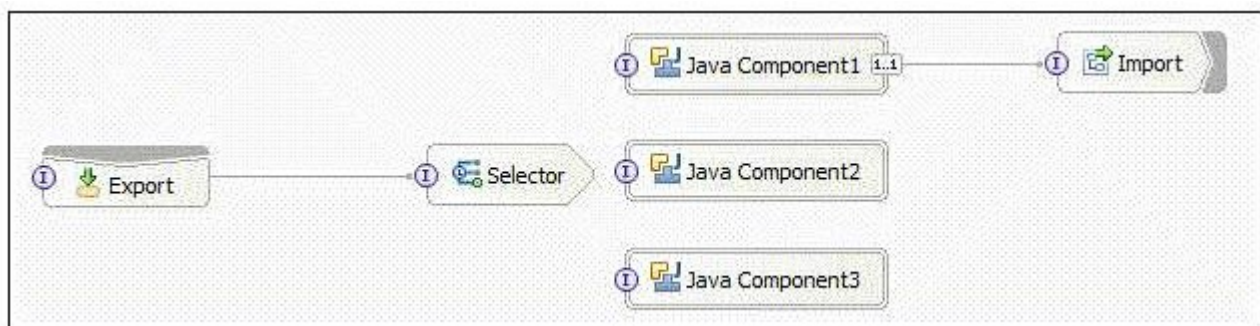 I Java Component1 1..1 I Import
I Export I Selector I Java Component2
I Java Component3